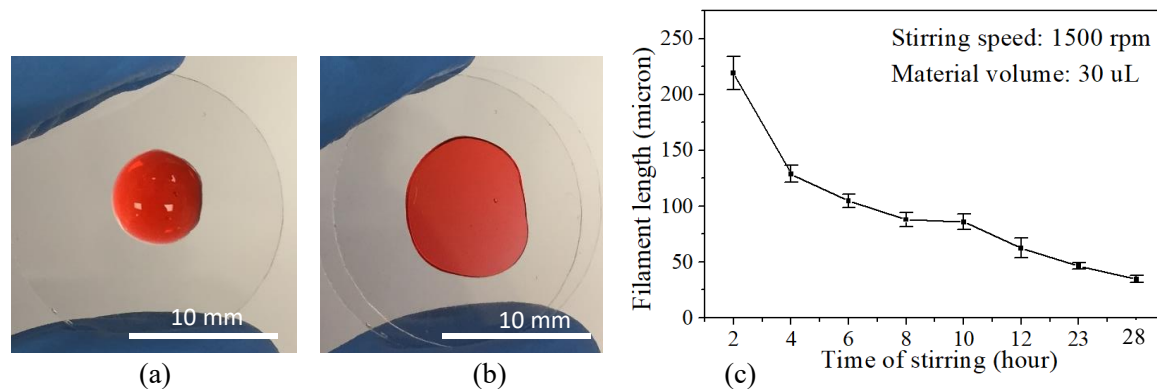 10 mm
(a)
10 mm
(b)
Filament length (micron)
250
200
150
100
50
0
Stirring speed: 1500 rpm
Material volume: 30 uL
2 4 6 8 10 12 23 28
Time of stirring (hour)
(c)